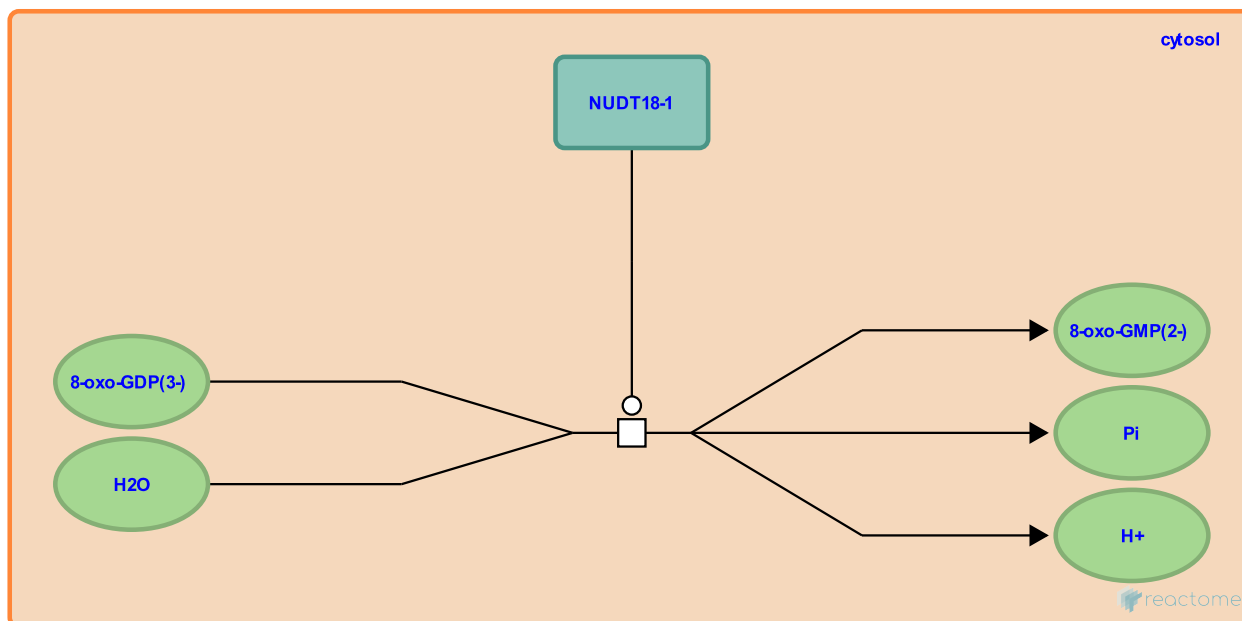 cytosol
NUDT18-1
8-oxo-GDP(3-)
H2O
8-oxo-GMP(2-)
Pi
H+
reactome